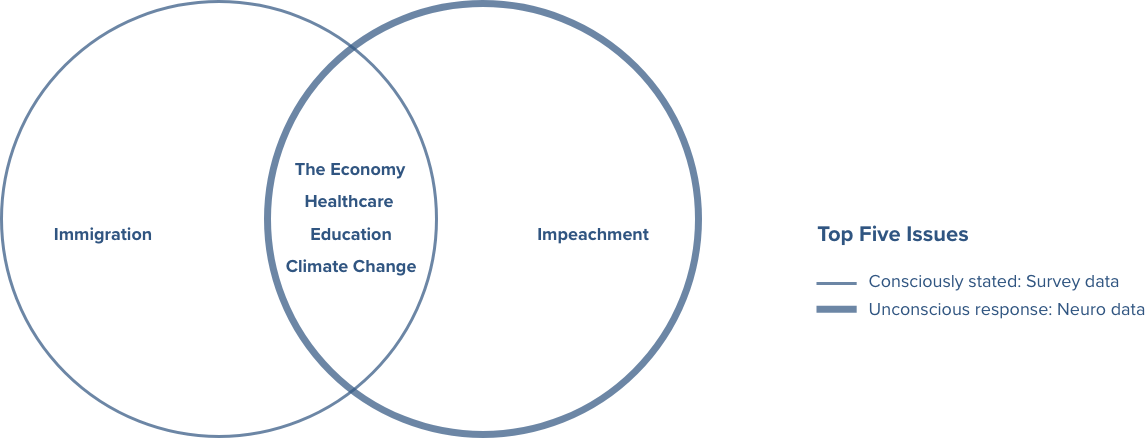 The Economy
Healthcare
Immigration
Education
Impeachment
Climate Change
Top Five Issues
Consciously stated: Survey data
Unconscious response: Neuro data